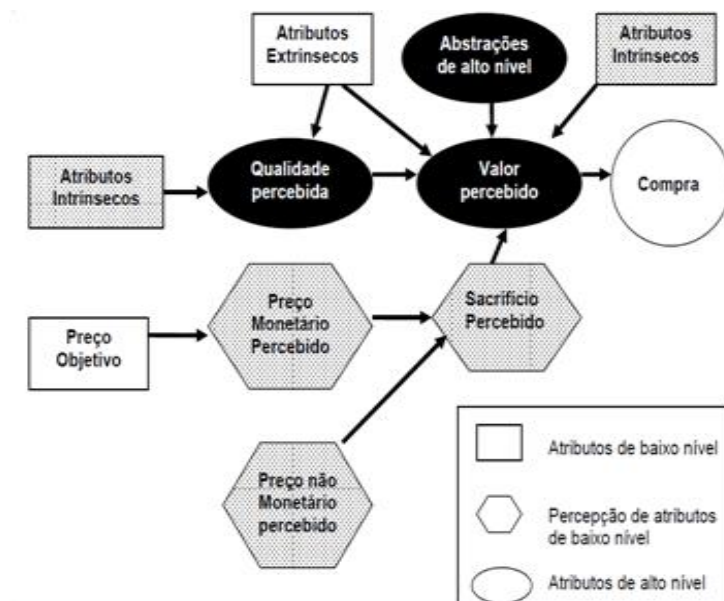 Atributos
Extrinsecos
Abstrações
de alto nível
Atributos
Intrínsecos
Atributos
Intrínsecos
Qualidade
percebida
Valor
percebido
Compra
Preço
Objetivo
Preço
Monetário
Percebido
Sacrifício
Percebido
Preço não
Monetário
percebido
Atributos de baixo nível
Percepção de atributos
de baixo nível
Atributos de alto nível